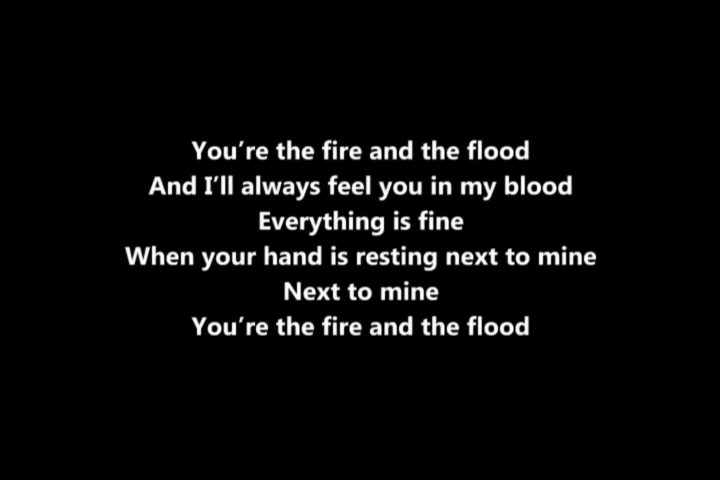 You're the fire and the flood
And I'll always feel you in my blood
Everything is fine
When your hand is resting next to mine
Next to mine
You're the fire and the flood